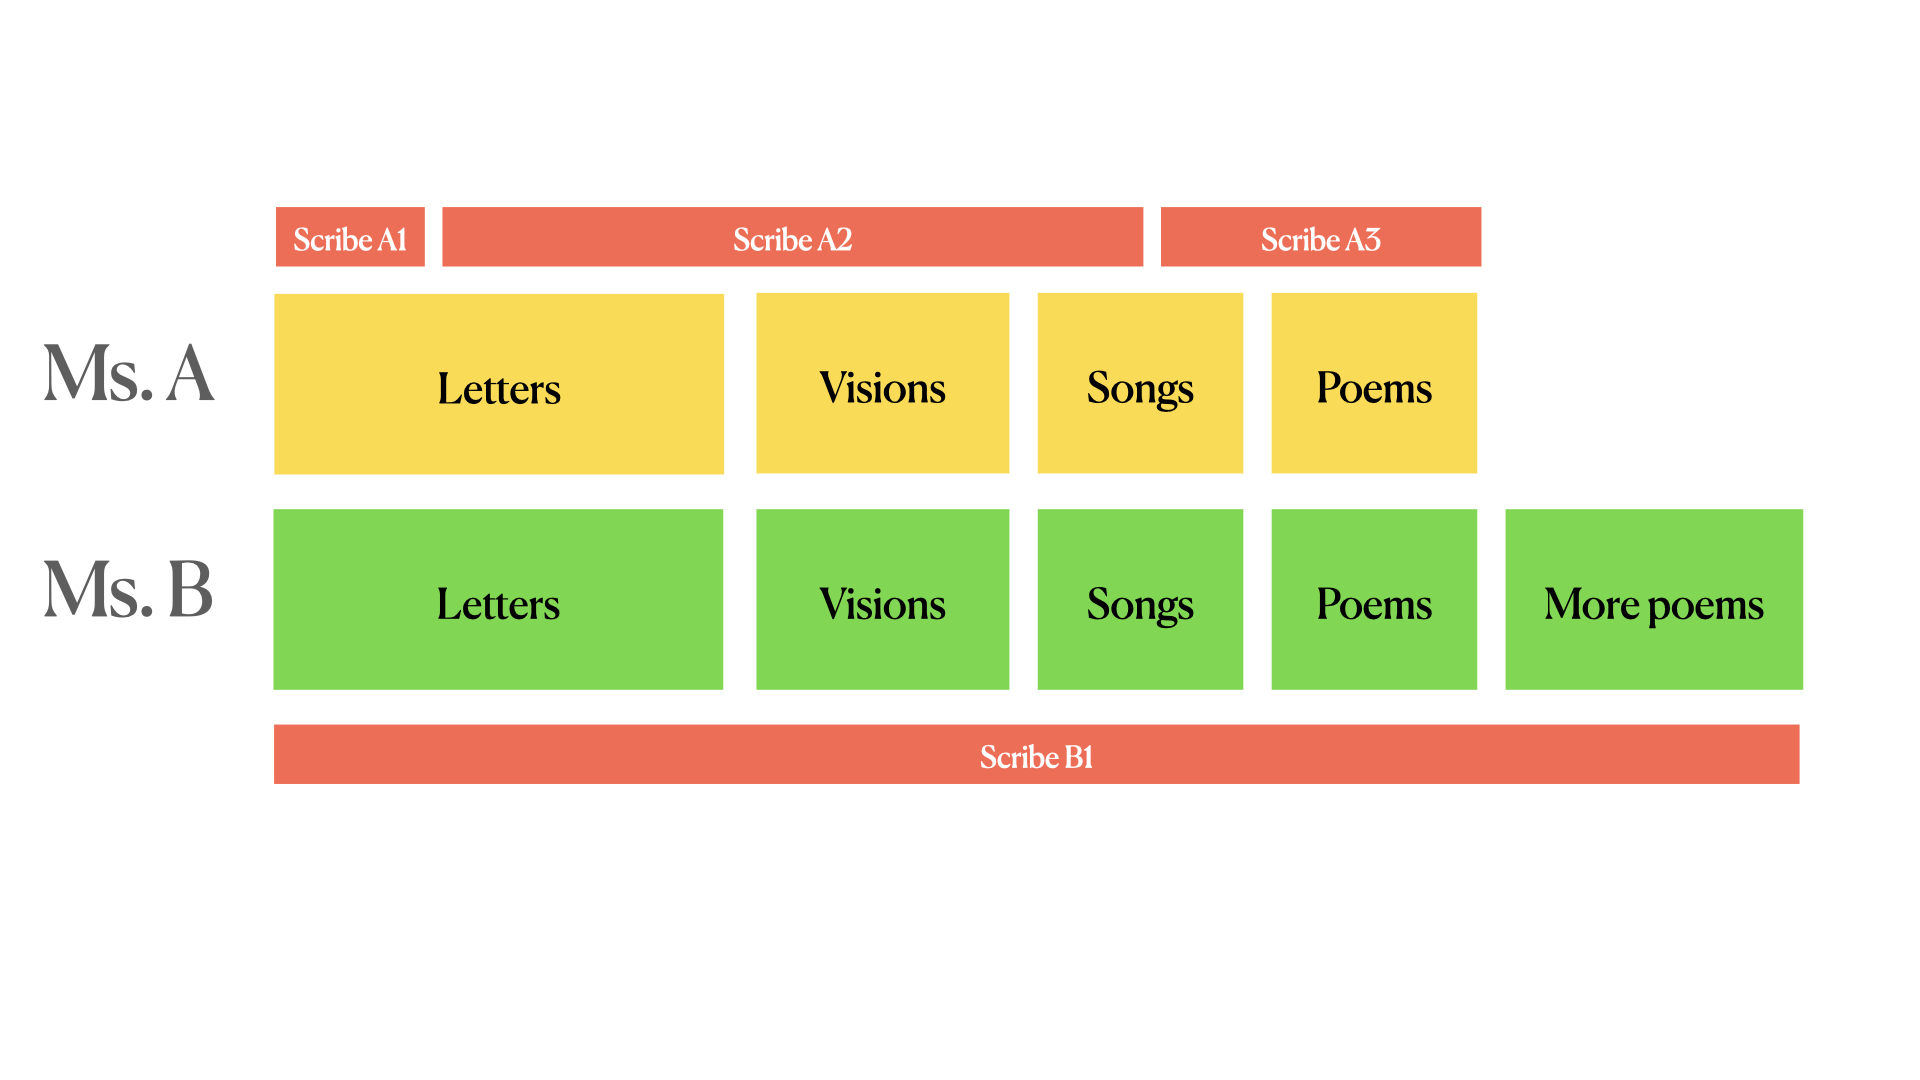 Scribe A1 Scribe A2 Scribe A3
Ms. A Letters Visions Songs Poems
Ms. B Letters Visions Songs Poems More poems
Scribe B1